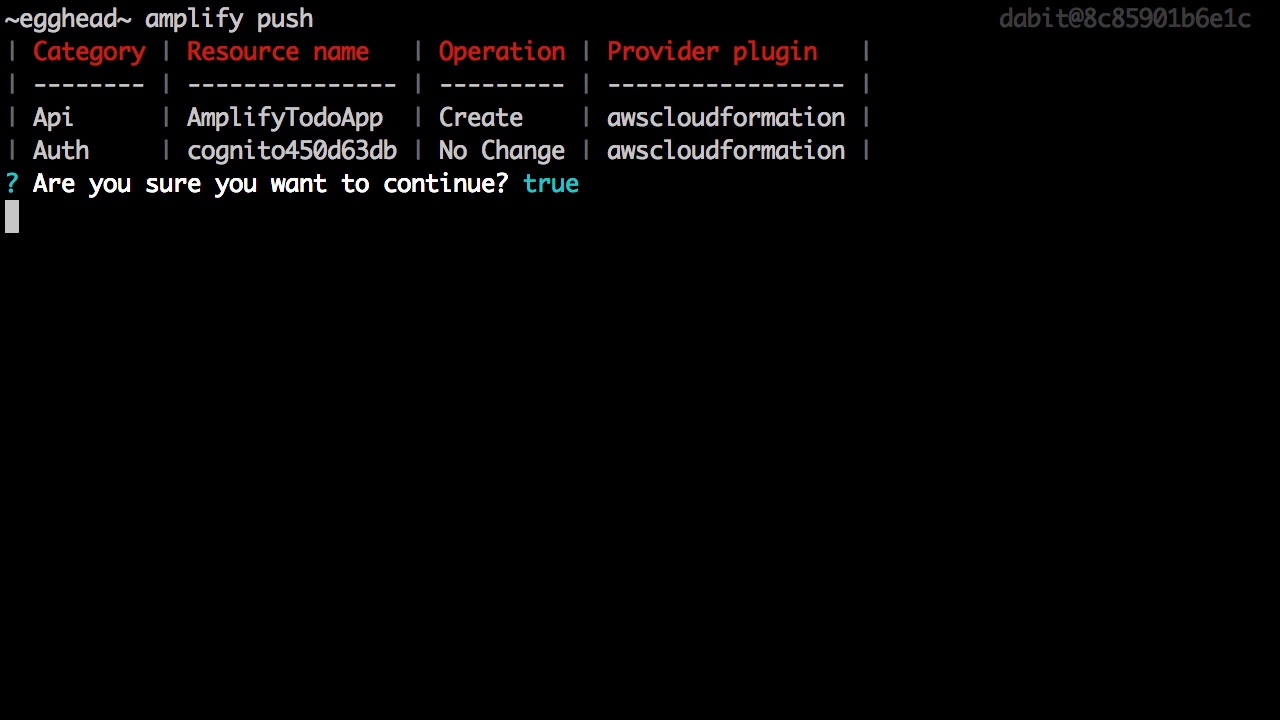 ~egghead~ amplify push dabit@8c85901b6e1c
| Category | Resource name   | Operation | Provider plugin   |
| -------- | --------------- | --------- | ----------------- |
| Api      | AmplifyTodoApp  | Create    | awscloudformation |
| Auth     | cognito450d63db | No Change | awscloudformation |
? Are you sure you want to continue? true